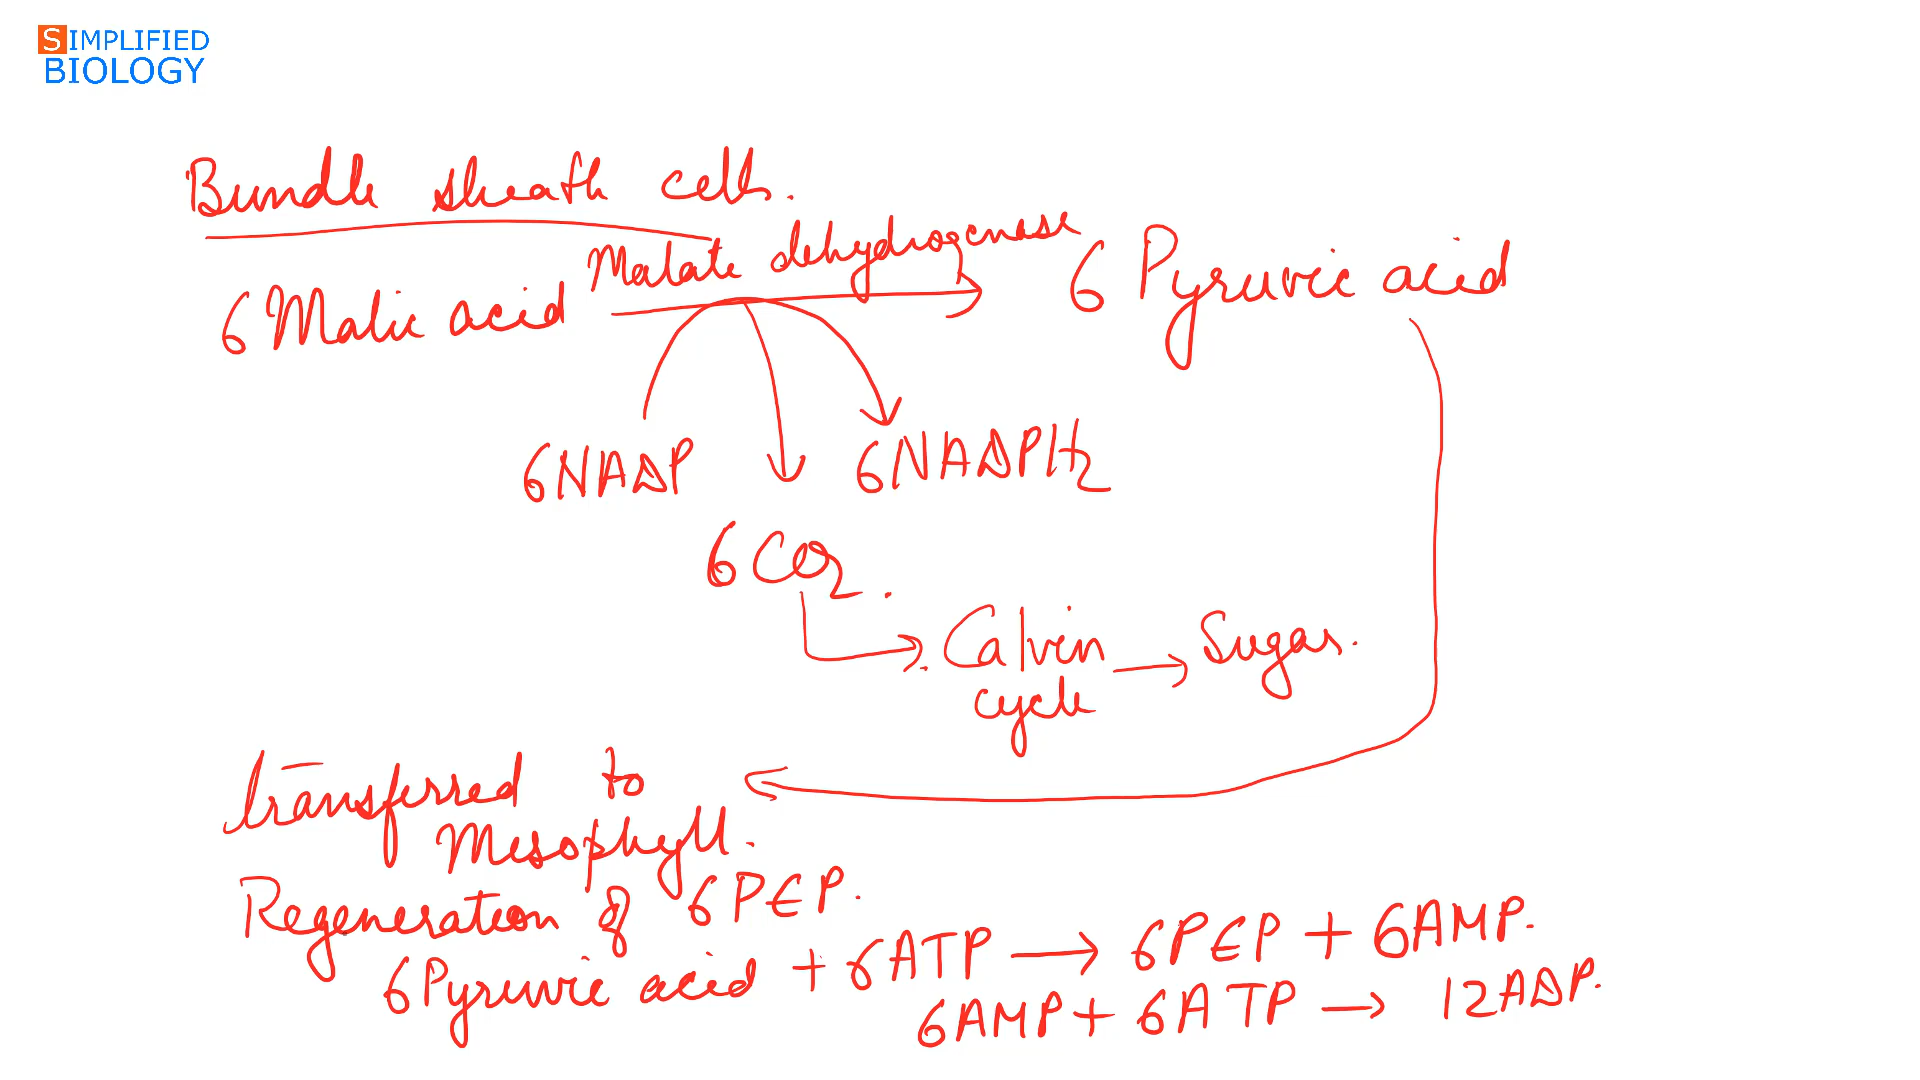 SIMPLIFIED
BIOLOGY
Bundle sheath cells.
6 Malic acid Malate dehydrogenase 6 Pyruvic acid
6NADP 6NADPH2
6CO2.
Calvin cycle Sugar.
transferred to
Mesophyll.
Regeneration of 6PEP.
6Pyruvic acid + 6ATP → 6PEP + 6AMP.
6AMP + 6ATP → 12ADP.